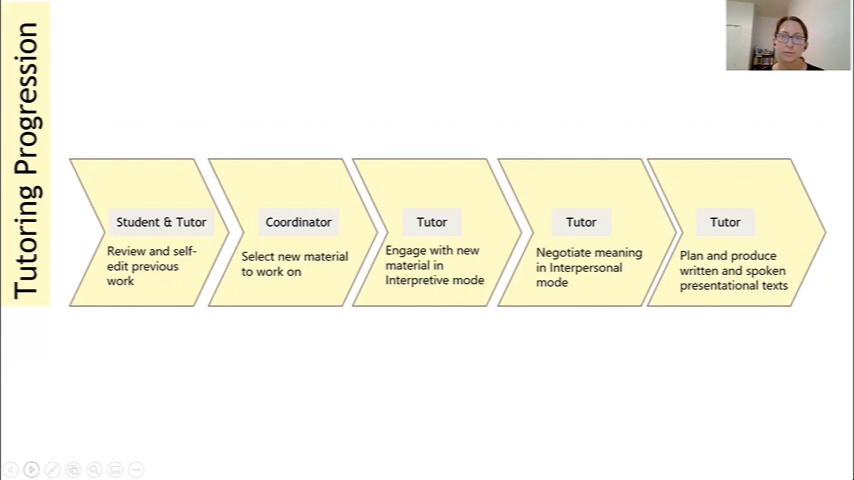 Tutoring Progression
Student & Tutor
Review and self-
edit previous
work
Coordinator
Select new material
to work on
Tutor
Engage with new
material in
Interpretive mode
Tutor
Negotiate meaning
in Interpersonal
mode
Tutor
Plan and produce
written and spoken
presentational texts